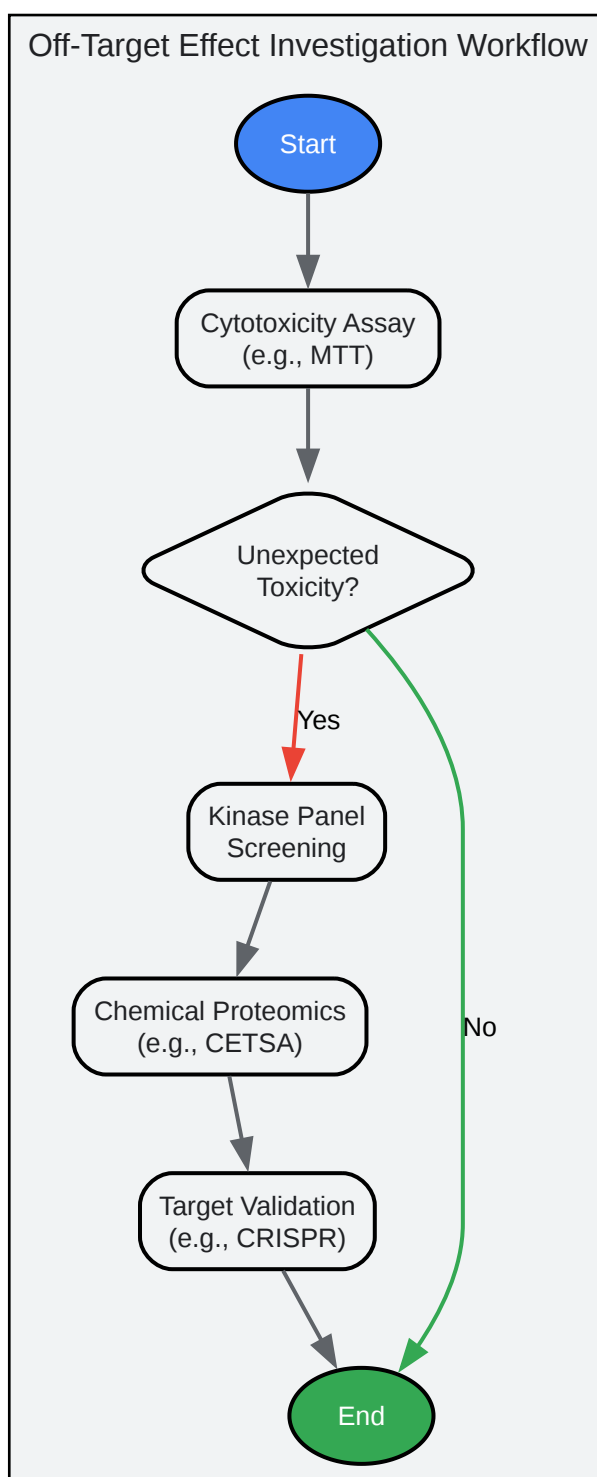 Off-Target Effect Investigation Workflow
Start
Cytotoxicity Assay
(e.g., MTT)
Unexpected
Toxicity?
Yes
Kinase Panel
Screening
Chemical Proteomics
(e.g., CETSA)
No
Target Validation
(e.g., CRISPR)
End